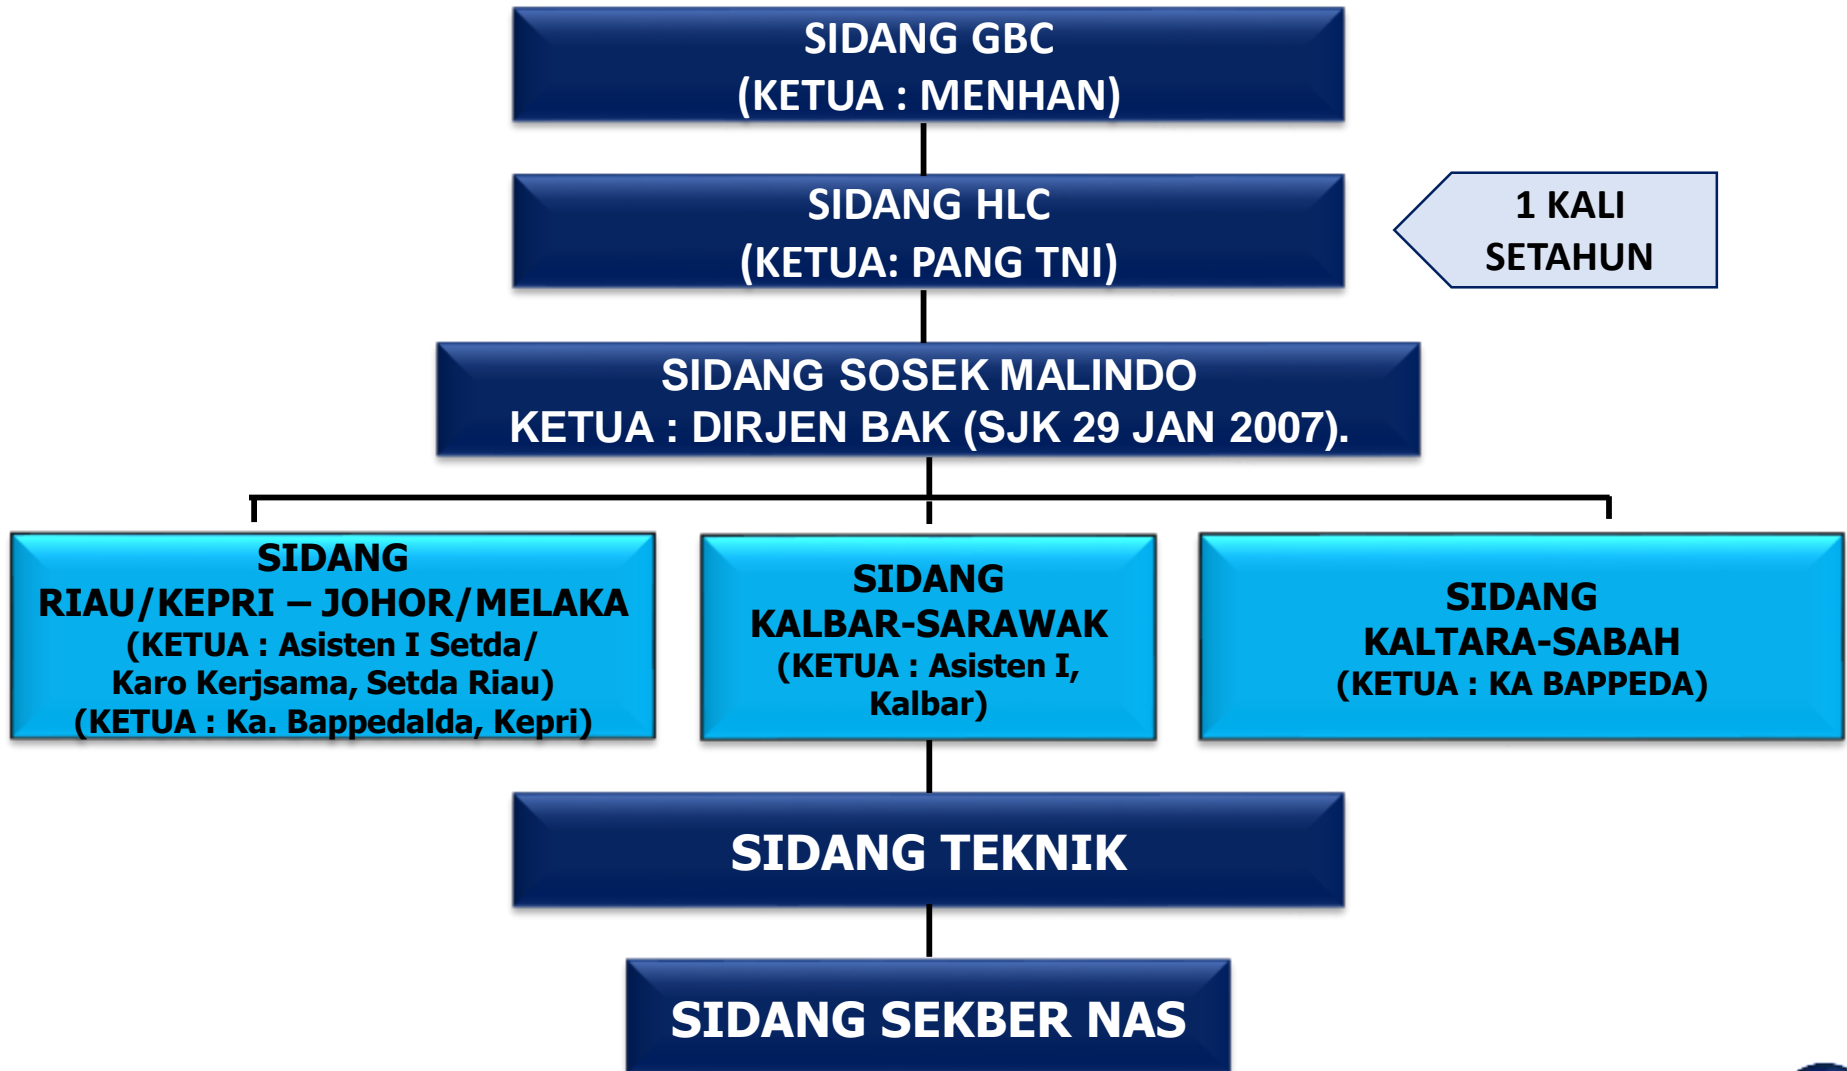 SIDANG GBC
(KETUA : MENHAN)
SIDANG HLC
(KETUA: PANG TNI)
1 KALI
SETAHUN
SIDANG SOSEK MALINDO
KETUA : DIRJEN BAK (SJK 29 JAN 2007).
SIDANG
RIAU/KEPRI – JOHOR/MELAKA
(KETUA : Asisten I Setda/
Karo Kerjsama, Setda Riau)
(KETUA : Ka. Bappedalda, Kepri)
SIDANG
KALBAR-SARAWAK
(KETUA : Asisten I,
Kalbar)
SIDANG
KALTARA-SABAH
(KETUA : KA BAPPEDA)
SIDANG TEKNIK
SIDANG SEKBER NAS